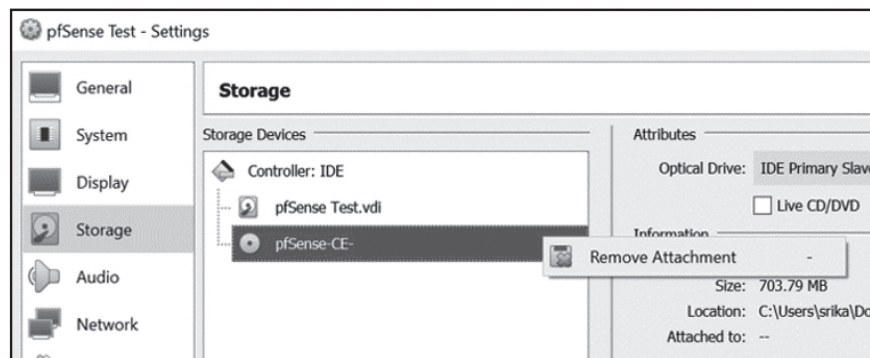 pfSense Test - Settings
General
System
Display
Storage
Audio
Network
Storage
Storage Devices
Controller: IDE
pfSense Test.vdi
pfSense-CE-
Attributes
Optical Drive: IDE Primary Slav
Live CD/DVD
Information
Remove Attachment -
Size: 703.79 MB
Location: C:\Users\srika\Do
Attached to: --